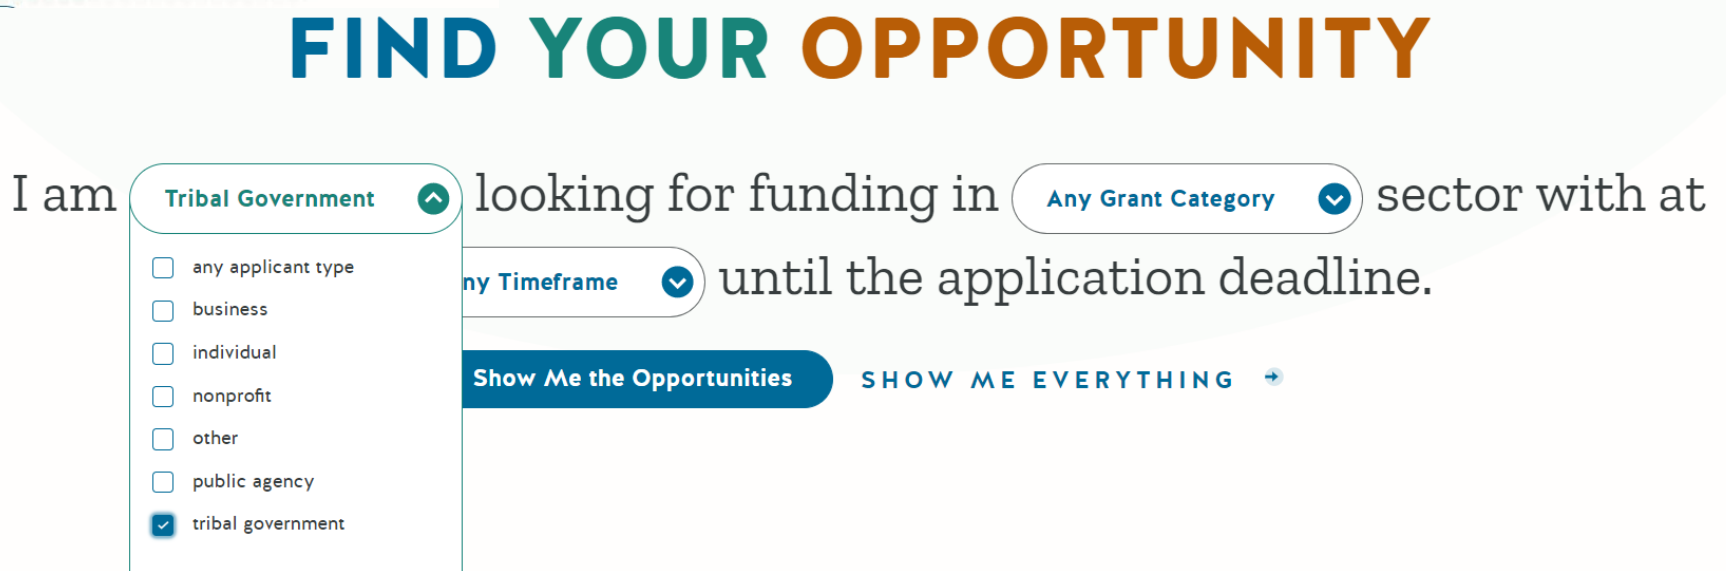 FIND YOUR OPPORTUNITY
I am Tribal Government looking for funding in Any Grant Category sector with at
Timeframe until the application deadline.
Show Me the Opportunities SHOW ME EVERYTHING
any applicant type
business
individual
nonprofit
other
public agency
tribal government